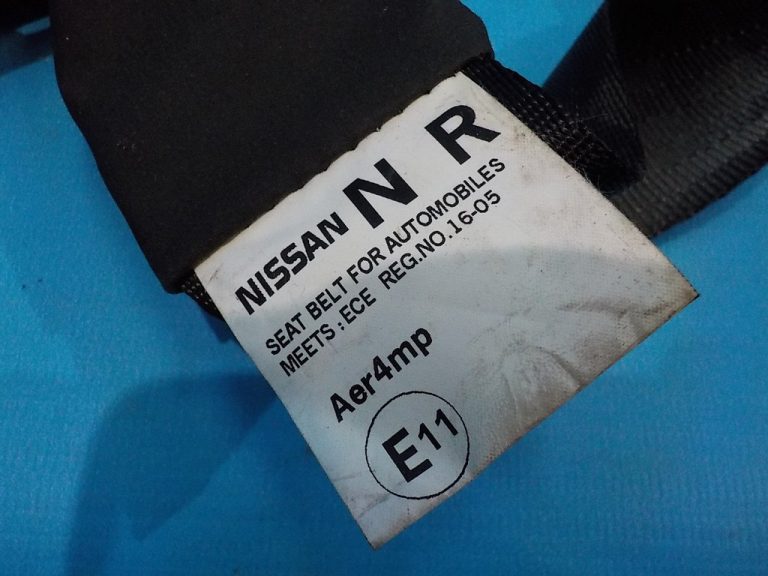 NISSAN N R
SEAT BELT FOR AUTOMOBILES
MEETS : ECE REG.NO.16-05
Aer4mp
E11